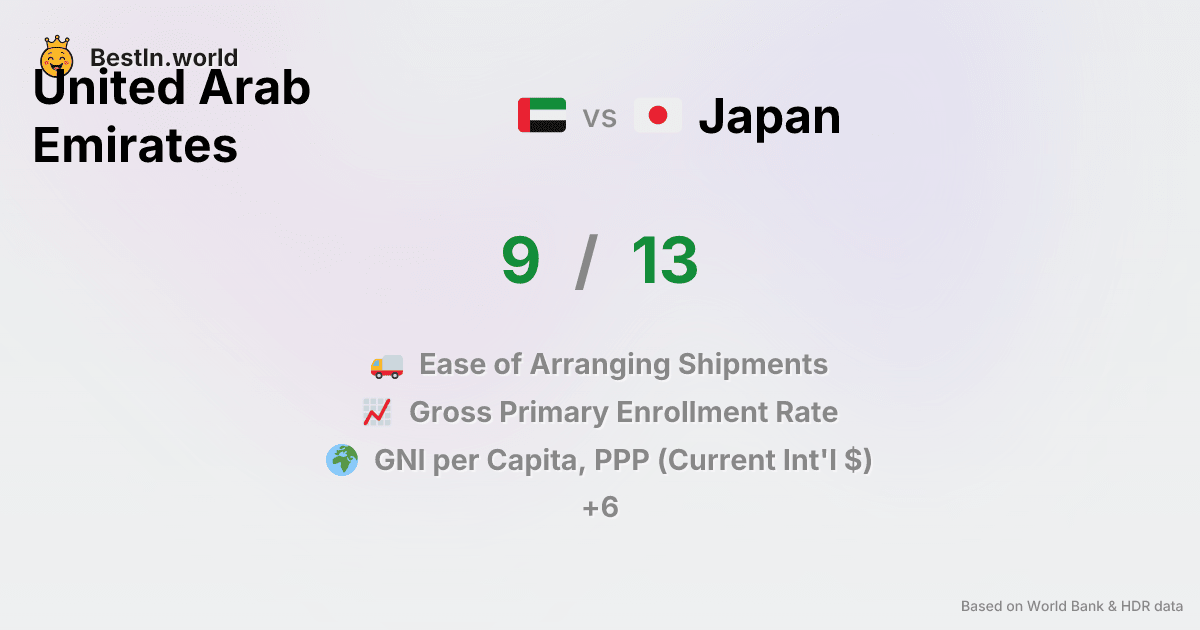 BestIn.world
United Arab
Emirates
vs
Japan
9 / 13
Ease of Arranging Shipments
Gross Primary Enrollment Rate
GNI per Capita, PPP (Current Int'l $)
+6
Based on World Bank & HDR data